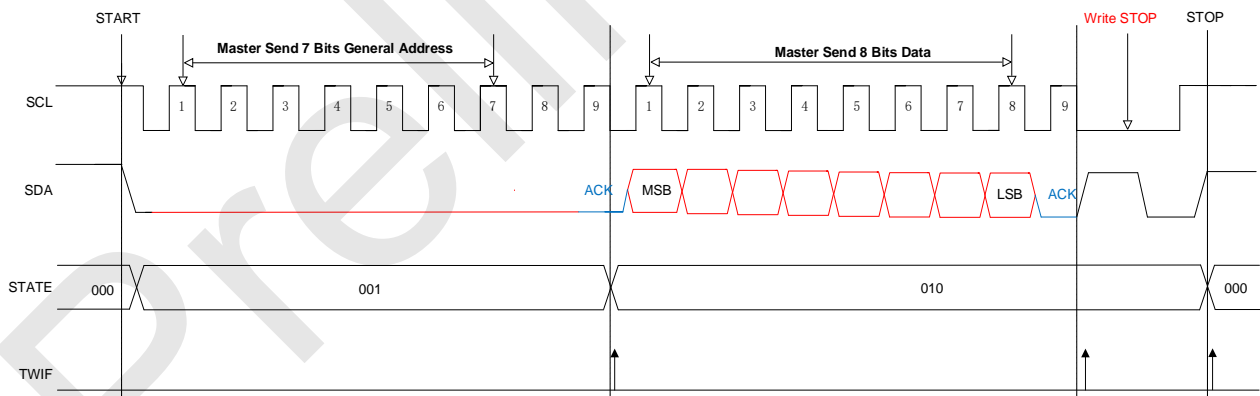 START
Write STOP
STOP
Master Send 7 Bits General Address
Master Send 8 Bits Data
SCL
1 2 3 4 5 6 7 8 9 1 2 3 4 5 6 7 8 9
SDA
ACK MSB LSB ACK
STATE
000 001 010 000
TWIF